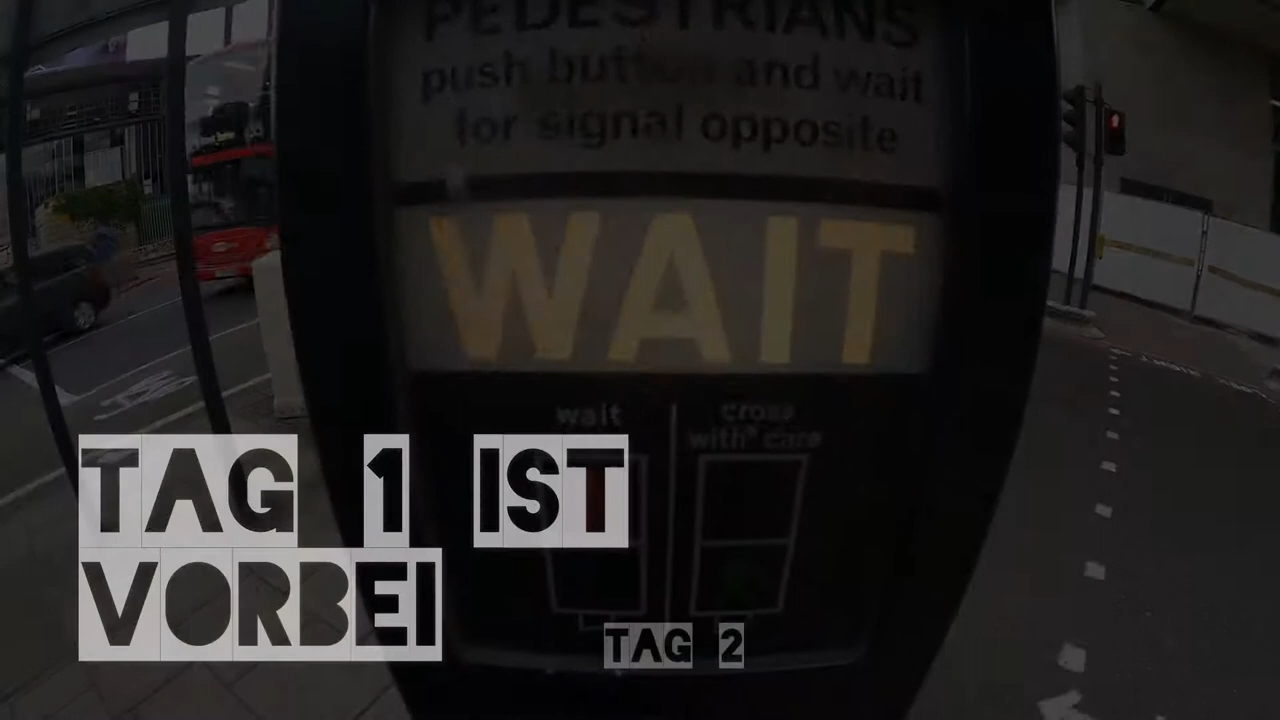 PEDESTRIANS
push button and wait
for signal opposite
WAIT
wait
cross
with care
TAG 1 IST
VORBEI
TAG 2